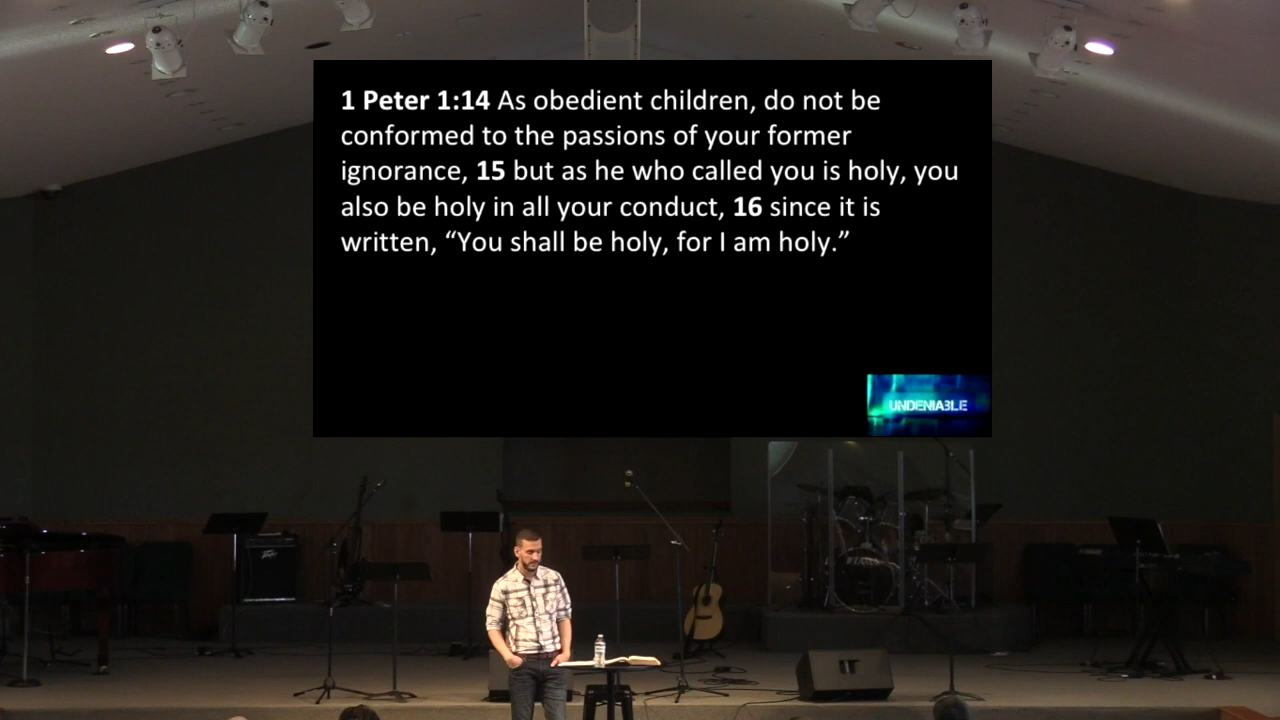 1 Peter 1:14 As obedient children, do not be
conformed to the passions of your former
ignorance, 15 but as he who called you is holy, you
also be holy in all your conduct, 16 since it is
written, “You shall be holy, for I am holy.”
UNDENIABLE
PEAVEY
TAMA